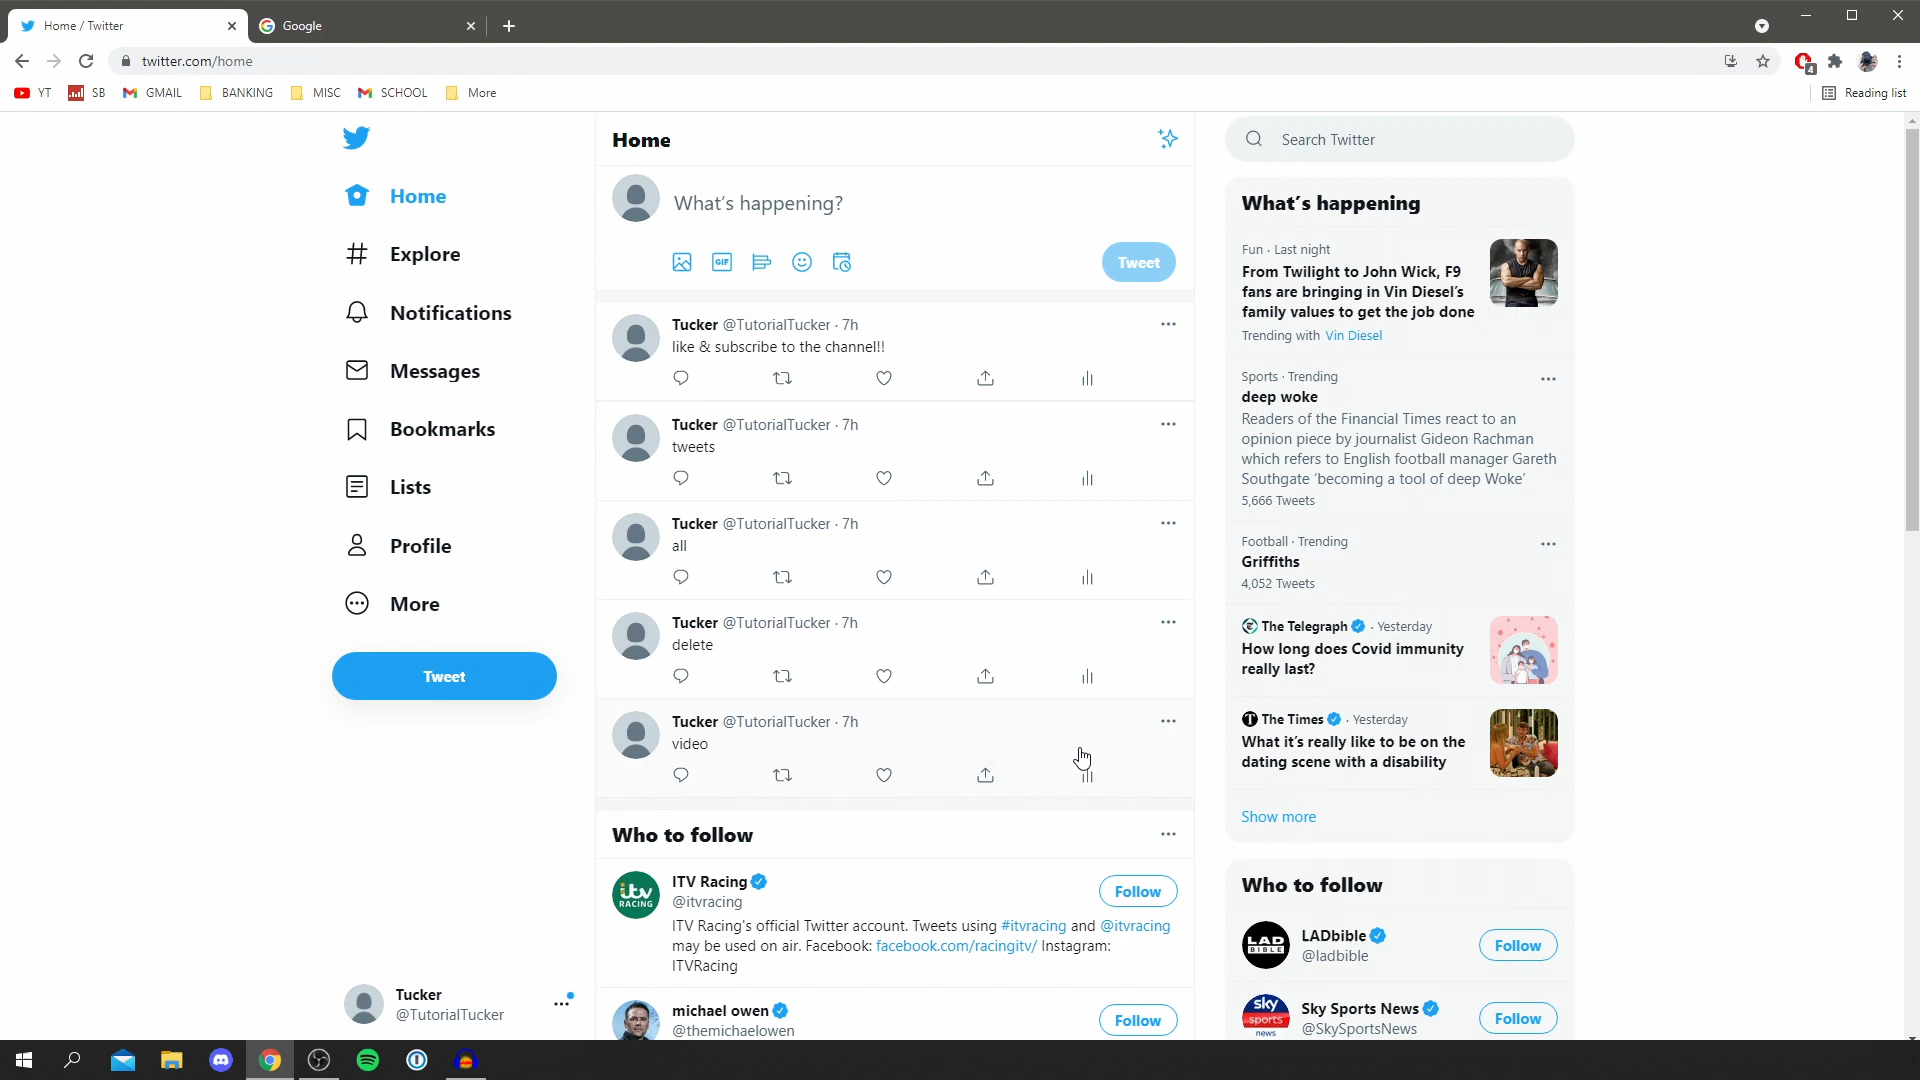 Home / Twitter
Google
twitter.com/home
4
YT
SB
GMAIL
BANKING
MISC
SCHOOL
More
Reading list
Home
Explore
Notifications
Messages
Bookmarks
Lists
Profile
More
Tweet
Tucker
@TutorialTucker
Home
What's happening?
GIF
Tweet
Tucker @TutorialTucker · 7h
like & subscribe to the channel!!
Tucker @TutorialTucker · 7h
tweets
Tucker @TutorialTucker · 7h
all
Tucker @TutorialTucker · 7h
delete
Tucker @TutorialTucker · 7h
video
Who to follow
itv
RACING
ITV Racing
@itvracing
Follow
ITV Racing's official Twitter account. Tweets using #itvracing and @itvracing
may be used on air. Facebook: facebook.com/racingitv/ Instagram:
ITVRacing
michael owen
@themichaelowen
Follow
Search Twitter
What's happening
Fun · Last night
From Twilight to John Wick, F9
fans are bringing in Vin Diesel's
family values to get the job done
Trending with Vin Diesel
Sports · Trending
deep woke
Readers of the Financial Times react to an
opinion piece by journalist Gideon Rachman
which refers to English football manager Gareth
Southgate 'becoming a tool of deep Woke'
5,666 Tweets
Football · Trending
Griffiths
4,052 Tweets
The Telegraph · Yesterday
How long does Covid immunity
really last?
The Times · Yesterday
What it's really like to be on the
dating scene with a disability
Show more
Who to follow
LAD
BIBLE
LADbible
@ladbible
Follow
sky
sports
news
Sky Sports News
@SkySportsNews
Follow